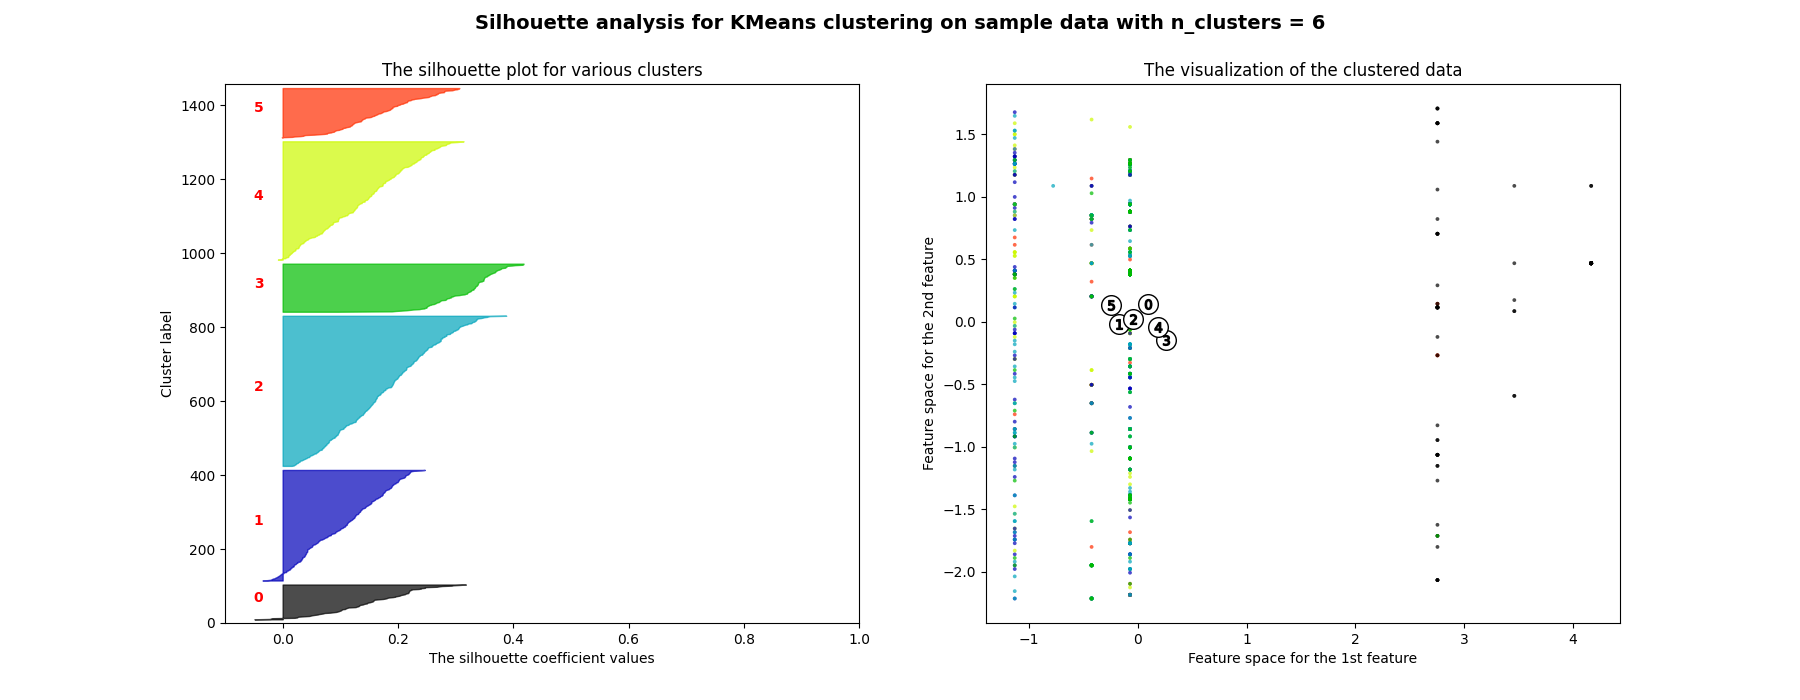 Silhouette analysis for KMeans clustering on sample data with n_clusters = 6
The silhouette plot for various clusters
Cluster label
1400
1200
1000
800
600
400
200
0
5
4
3
2
1
0
0.0 0.2 0.4 0.6 0.8 1.0
The silhouette coefficient values
The visualization of the clustered data
Feature space for the 2nd feature
1.5
1.0
0.5
0.0
−0.5
−1.0
−1.5
−2.0
5 0
1 2 4
3
−1 0 1 2 3 4
Feature space for the 1st feature